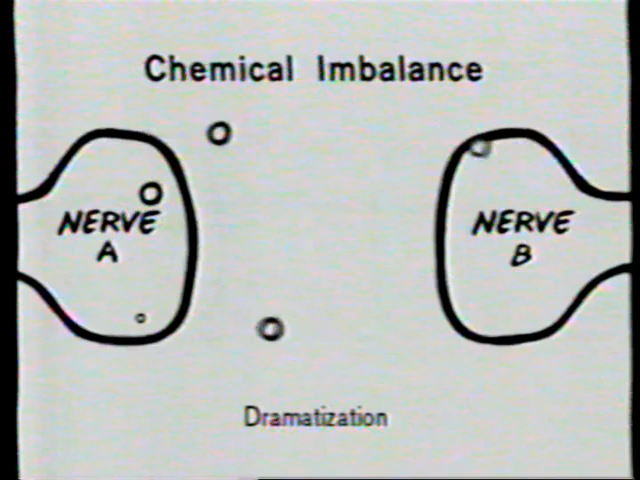 Chemical Imbalance
NERVE
A
NERVE
B
Dramatization